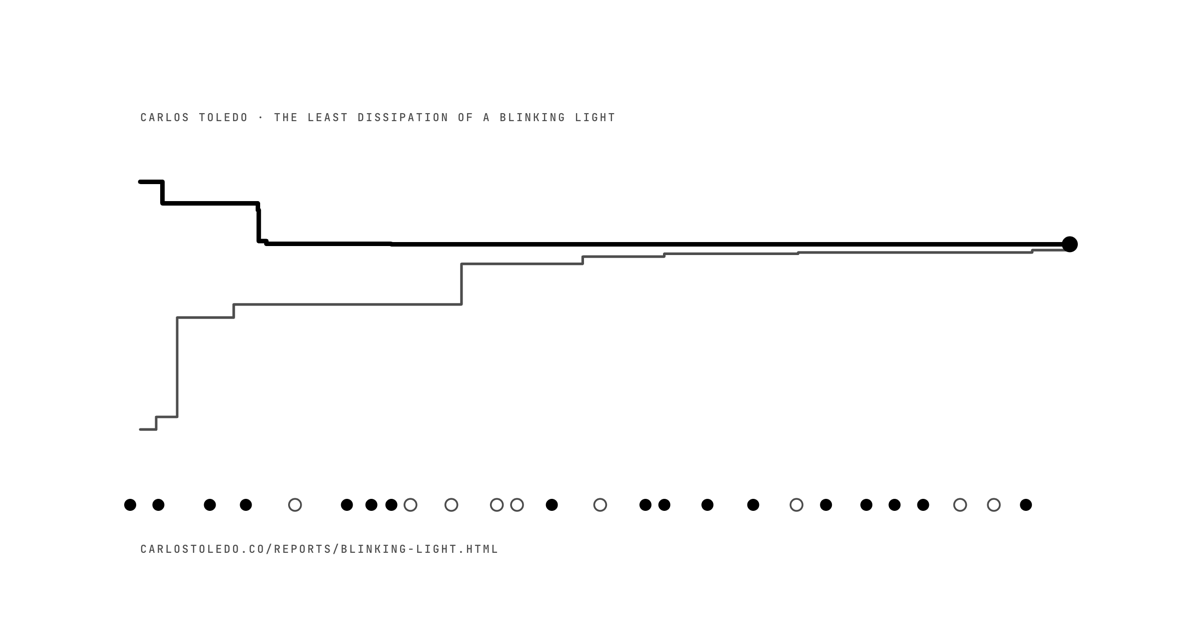 CARLOS TOLEDO · THE LEAST DISSIPATION OF A BLINKING LIGHT
CARLOSTOLEDO.CO/REPORTS/BLINKING-LIGHT.HTML